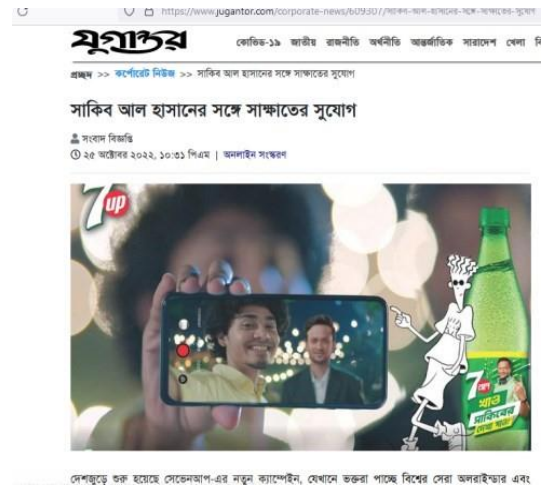 https://www.jugantor.com/corporate-news/609307/সাকিব-আল-হাসানের-সঙ্গে-সাক্ষাতের-সুযোগ
যুগান্তর
কোভিড-১৯ জাতীয় রাজনীতি অর্থনীতি আন্তর্জাতিক সারাদেশ খেলা
প্রচ্ছদ >> কর্পোরেট নিউজ >> সাকিব আল হাসানের সঙ্গে সাক্ষাতের সুযোগ
সাকিব আল হাসানের সঙ্গে সাক্ষাতের সুযোগ
সংবাদ বিজ্ঞপ্তি
২৫ অক্টোবর ২০২২, ১০:৩১ পিএম | অনলাইন সংস্করণ
7up
7আপ
খাও
সাকিবের
দেখা পাও
দেশজুড়ে শুরু হয়েছে সেভেনআপ-এর নতুন ক্যাম্পেইন, যেখানে ভক্তরা পাচ্ছে বিশ্বের সেরা অলরাউন্ডার এবং